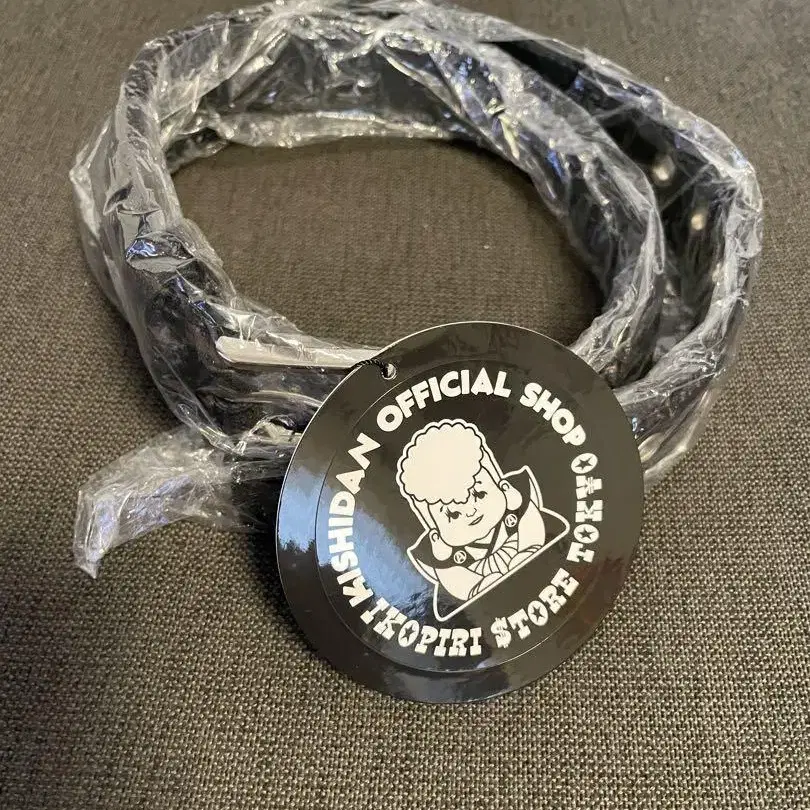 KISHIDAN OFFICIAL SHOP
IKOPIRI $TORE TOKYO